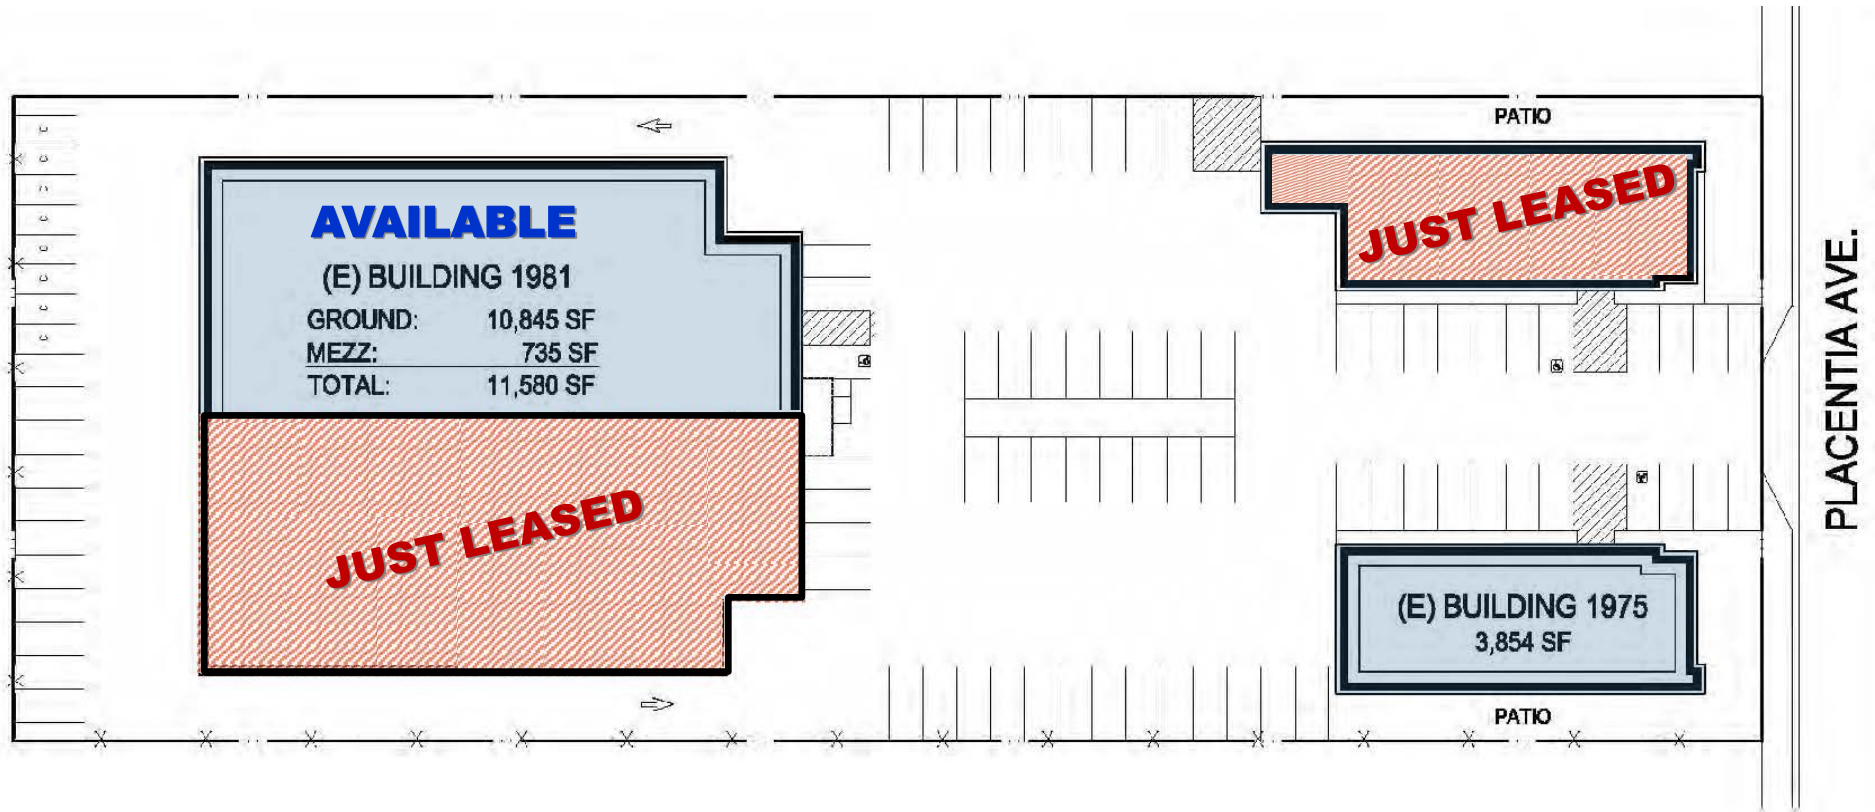 PATIO
JUST LEASED
AVAILABLE
(E) BUILDING 1981
GROUND: 10,845 SF
MEZZ: 735 SF
TOTAL: 11,580 SF
PLACENTIA AVE.
JUST LEASED
(E) BUILDING 1975
3,854 SF
PATIO
C
C
C
C
C
C
C
C